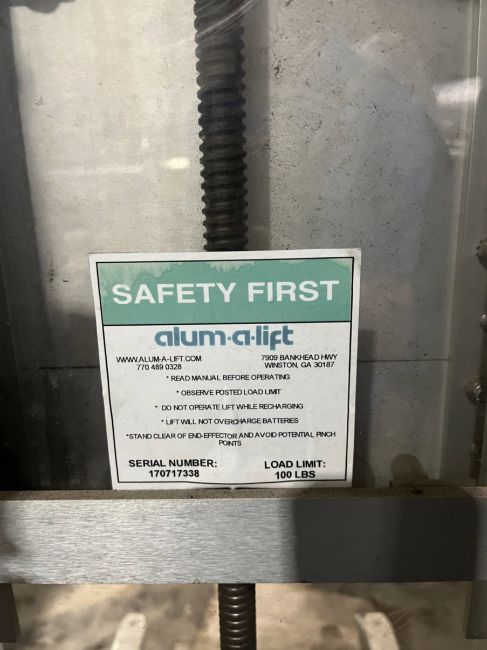 SAFETY FIRST
alum·a·lift
WWW.ALUM-A-LIFT.COM 7909 BANKHEAD HWY
770 489 0328 WINSTON, GA 30187
* READ MANUAL BEFORE OPERATING
* OBSERVE POSTED LOAD LIMIT
* DO NOT OPERATE LIFT WHILE RECHARGING
* LIFT WILL NOT OVERCHARGE BATTERIES
*STAND CLEAR OF END-EFFECTOR AND AVOID POTENTIAL PINCH
POINTS
SERIAL NUMBER: LOAD LIMIT:
170717338 100 LBS